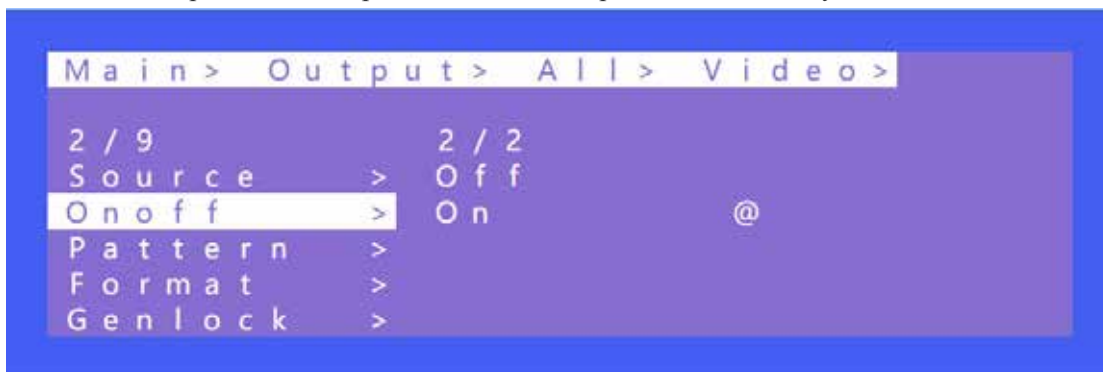 Main> Output> All> Video>
2/9 2/2
Source > Off
Onoff > On @
Pattern >
Format >
Genlock >